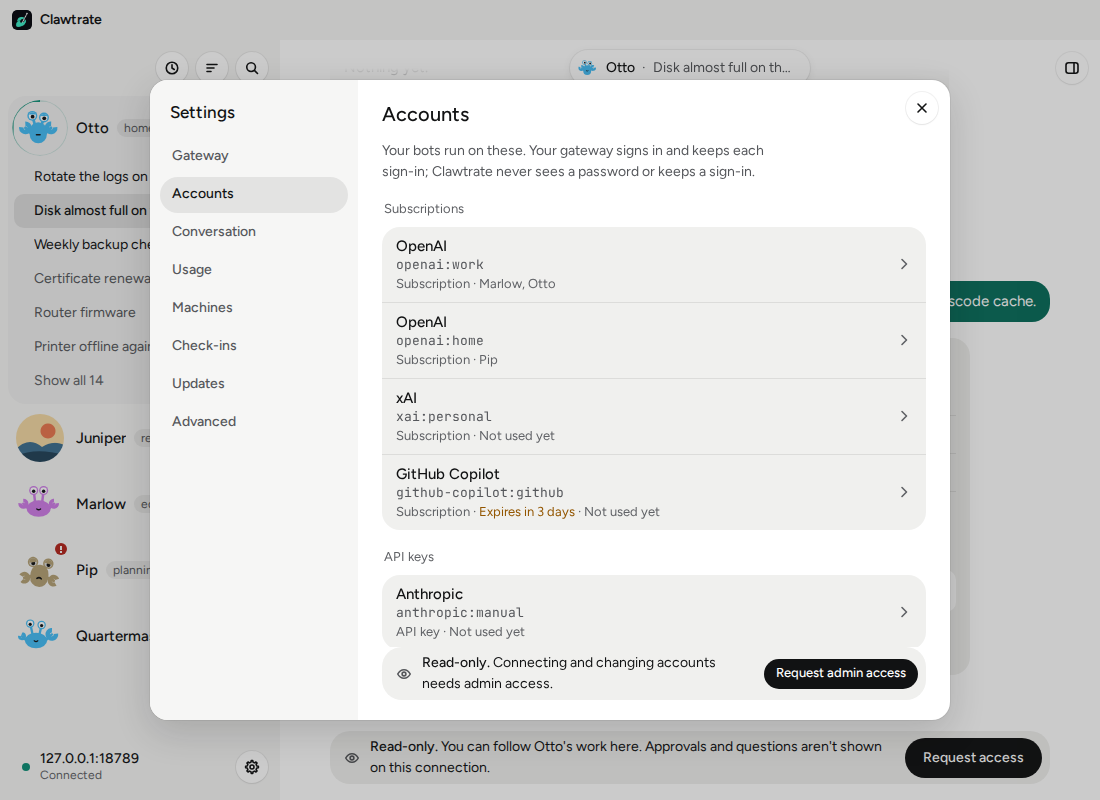 Clawtrate
Otto · Disk almost full on th...
Otto
Rotate the logs on
Disk almost full on
Weekly backup
Certificate
Router firmware
Printer offline again
Show all 14
Juniper
Marlow
Pip
127.0.0.1:18789
Connected
Settings
Gateway
Accounts
Conversation
Usage
Machines
Check-ins
Updates
Advanced
Accounts
Your bots run on these. Your gateway signs in and keeps each
sign-in; Clawtrate never sees a password or keeps a sign-in.
Subscriptions
OpenAI
openai:work
Subscription · Marlow, Otto
OpenAI
openai:home
Subscription · Pip
xAI
xai:personal
Subscription · Not used yet
GitHub Copilot
github-copilot:github
Subscription · Expires in 3 days · Not used yet
API keys
Anthropic
anthropic:manual
API key · Not used yet
Read-only. Connecting and changing accounts
needs admin access.
Request admin access
cache.
Read-only. You can follow Otto's work here. Approvals and questions aren't shown
on this connection.
Request access